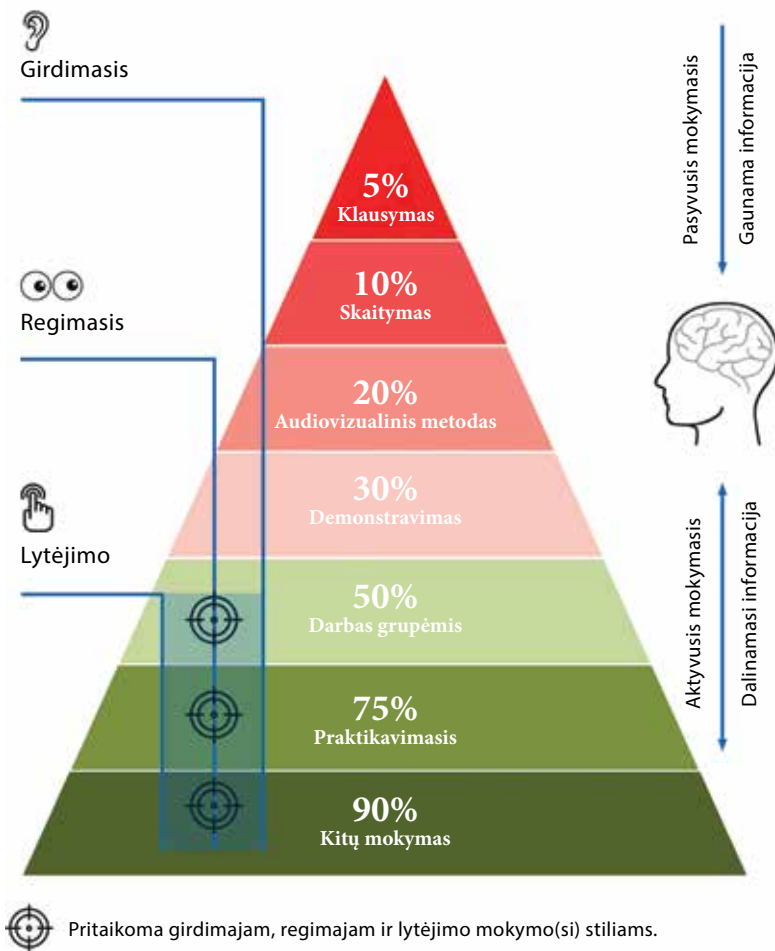 Girdimasis
Regimasis
Lytėjimo
5%
Klausymas
10%
Skaitymas
20%
Audiovizualinis metodas
30%
Demonstravimas
50%
Darbas grupėmis
75%
Praktikavimasis
90%
Kitų mokymas
Pasyvusis mokymasis
Gaunama informacija
Aktyvusis mokymasis
Dalinamasi informacija
Pritaikoma girdimajam, regimajam ir lytėjimo mokymo(si) stiliams.